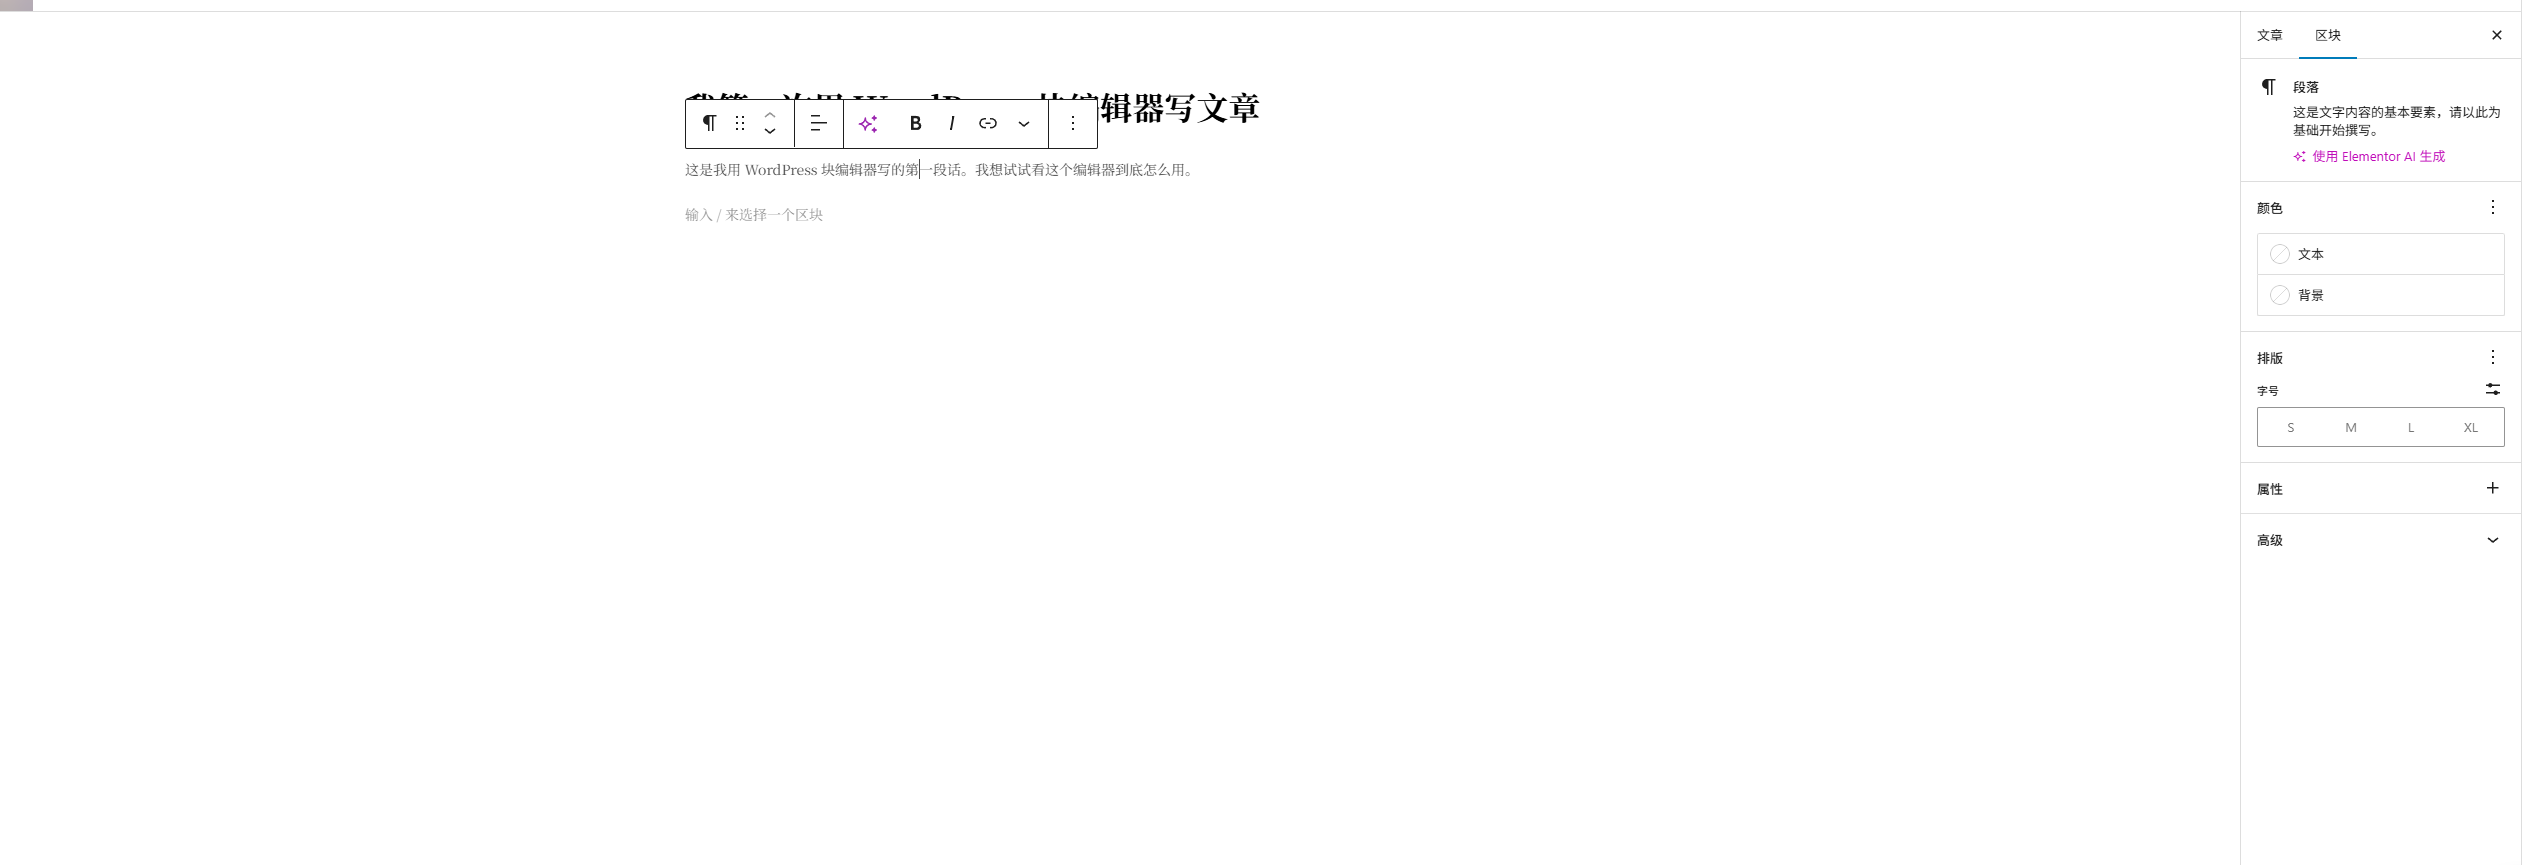 文章 区块
辑器写文章
这是我用 WordPress 块编辑器写的第一段话。我想试试看这个编辑器到底怎么用。
输入 / 来选择一个区块
段落
这是文字内容的基本要素，请以此为
基础开始撰写。
使用 Elementor AI 生成
颜色
文本
背景
排版
字号
S M L XL
属性
高级